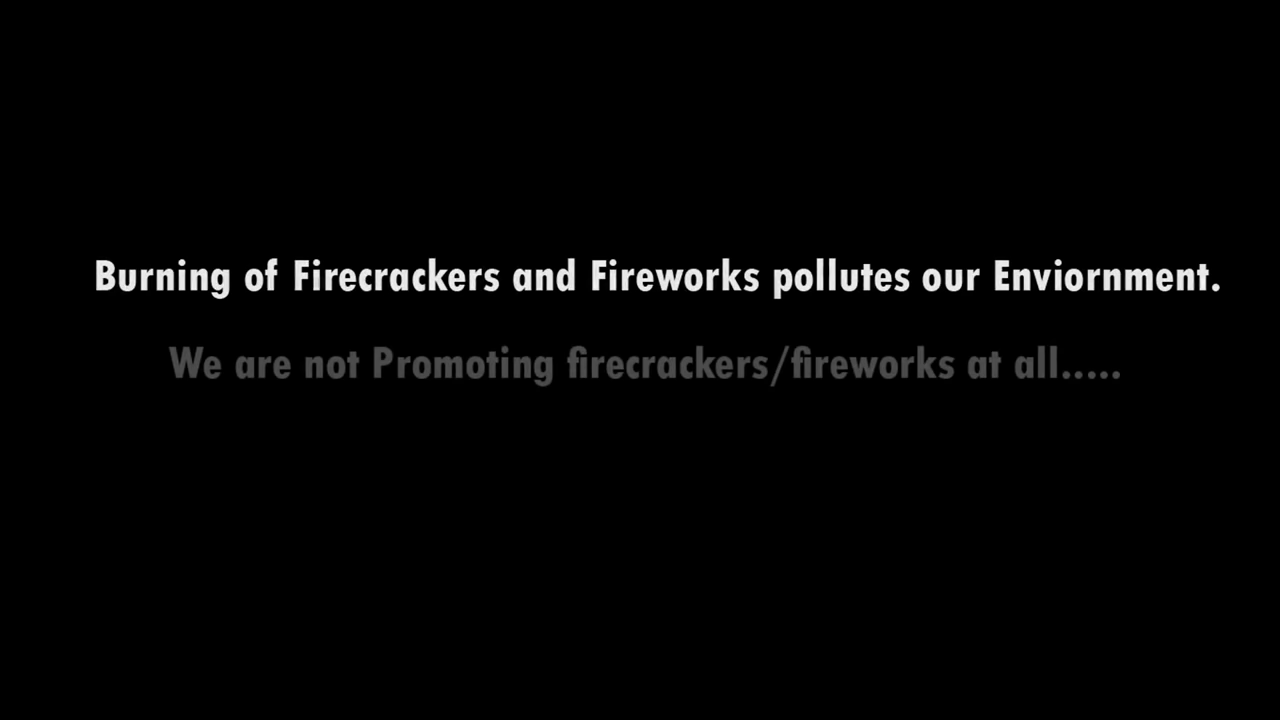 Burning of Firecrackers and Fireworks pollutes our Enviornment.
We are not Promoting firecrackers/fireworks at all.....